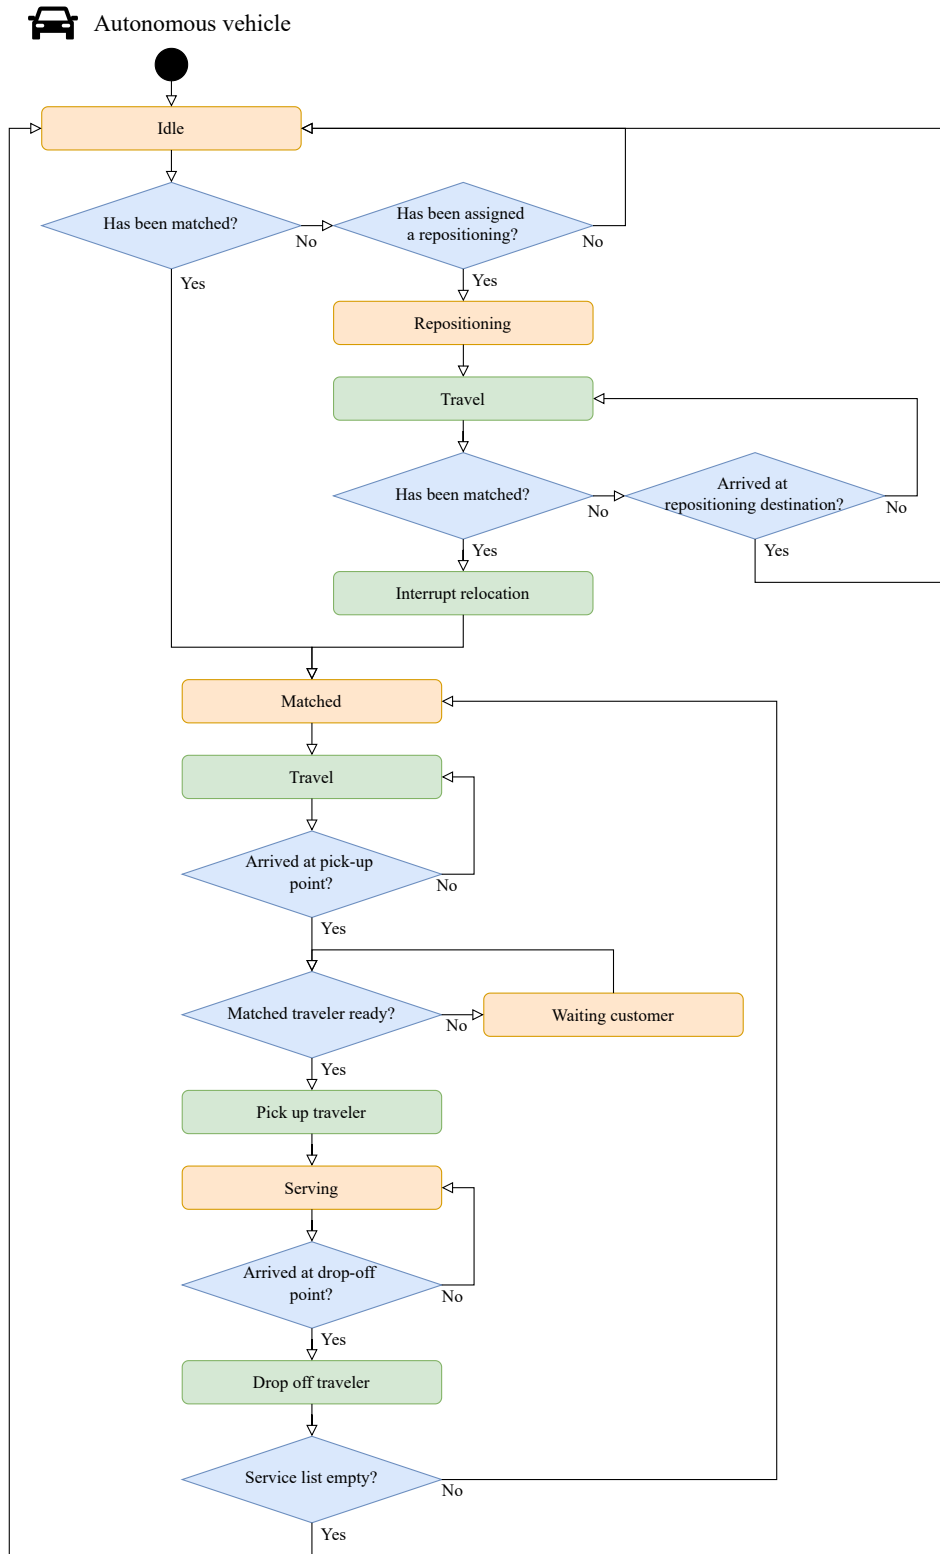 Autonomous vehicle
Idle
Has been matched?
No
Has been assigned
a repositioning?
No
Yes
Yes
Repositioning
Travel
Has been matched?
No
Arrived at
repositioning destination?
No
Yes
Yes
Interrupt relocation
Matched
Travel
Arrived at pick-up
point?
No
Yes
Matched traveler ready?
No
Waiting customer
Yes
Pick up traveler
Serving
Arrived at drop-off
point?
No
Yes
Drop off traveler
Service list empty?
No
Yes